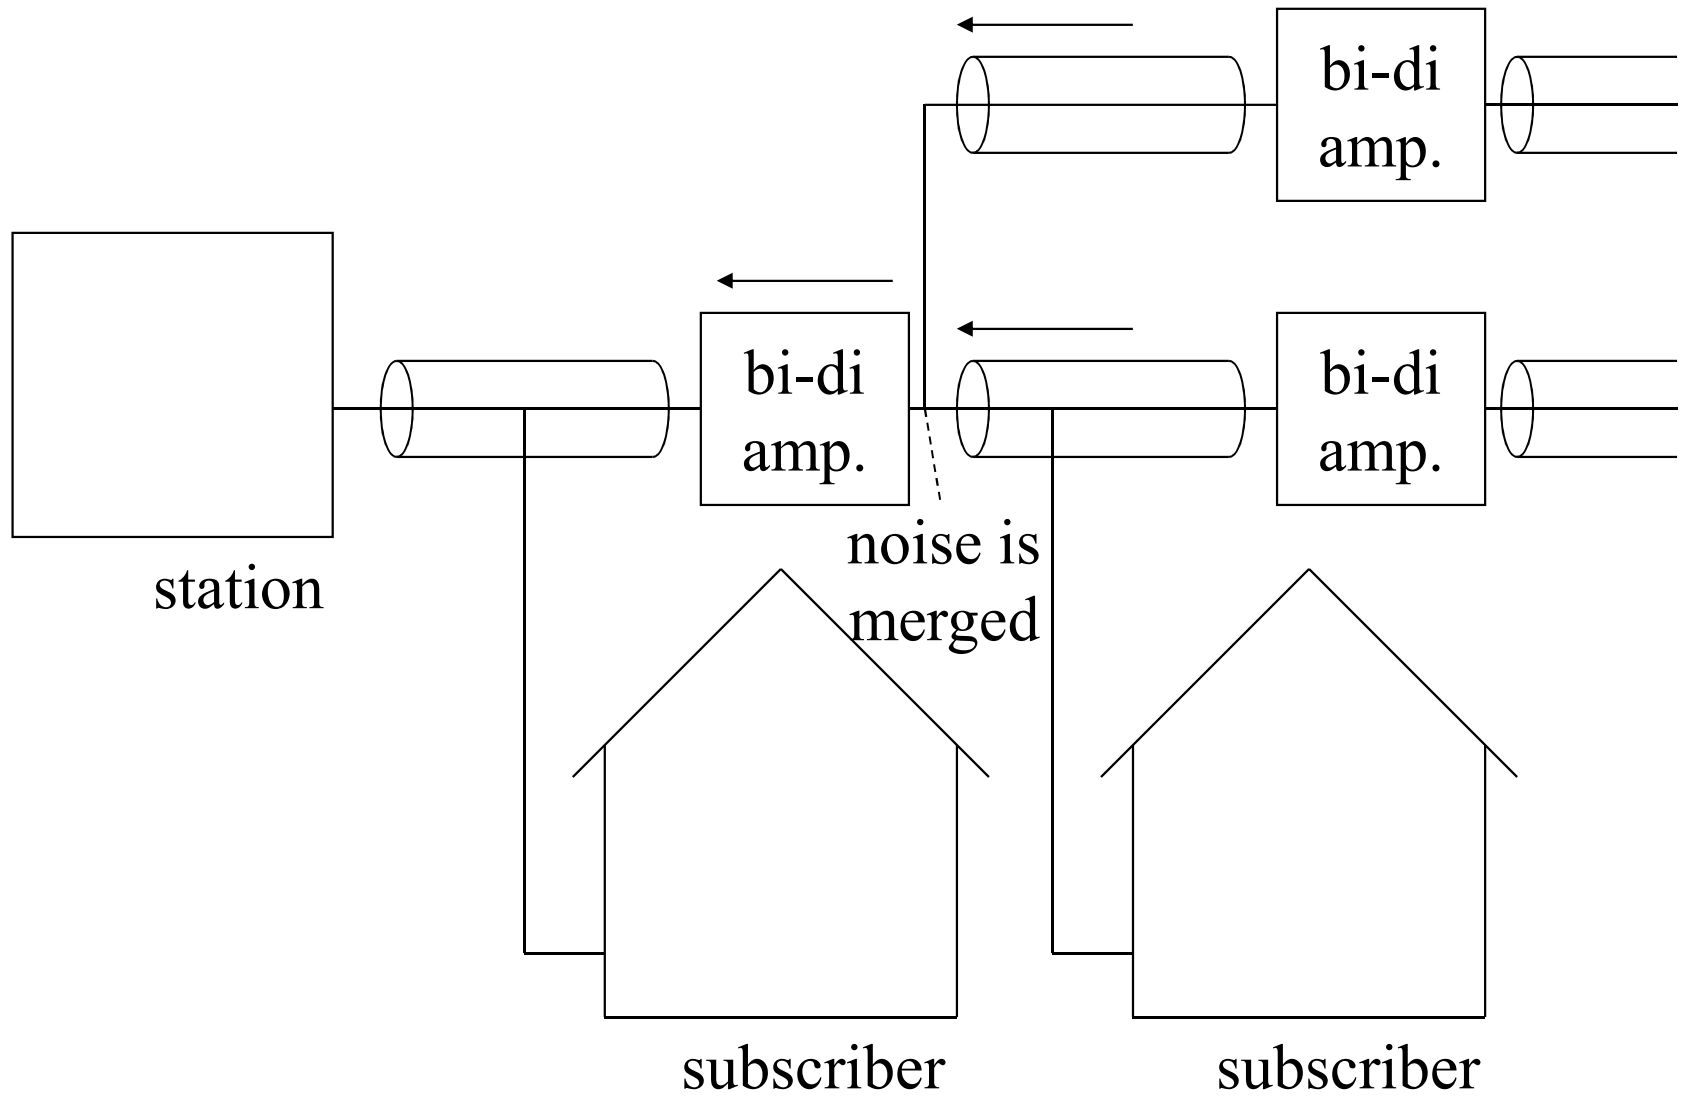 bi-di
amp.
bi-di
amp.
bi-di
amp.
noise is
merged
station
subscriber
subscriber